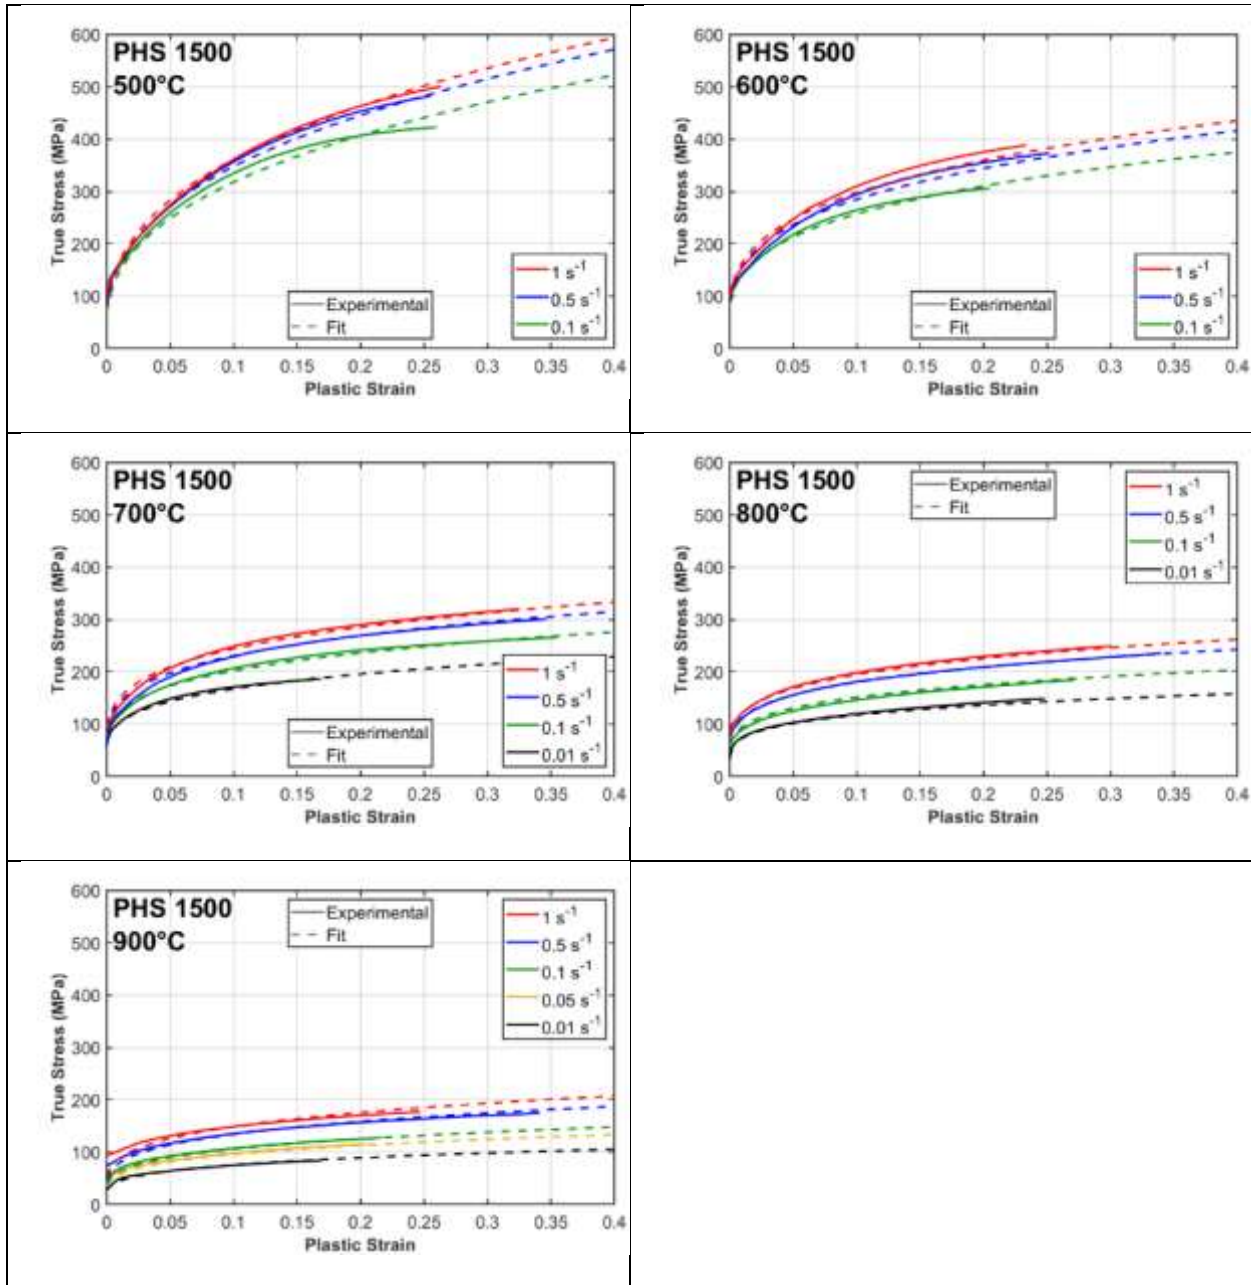 PHS 1500
500°C
True Stress (MPa)
600
500
400
300
200
100
0
Experimental
Fit
1 s⁻¹
0.5 s⁻¹
0.1 s⁻¹
0 0.05 0.1 0.15 0.2 0.25 0.3 0.35 0.4
Plastic Strain
PHS 1500
600°C
True Stress (MPa)
600
500
400
300
200
100
0
Experimental
Fit
1 s⁻¹
0.5 s⁻¹
0.1 s⁻¹
0 0.05 0.1 0.15 0.2 0.25 0.3 0.35 0.4
Plastic Strain
PHS 1500
700°C
True Stress (MPa)
600
500
400
300
200
100
0
Experimental
Fit
1 s⁻¹
0.5 s⁻¹
0.1 s⁻¹
0.01 s⁻¹
0 0.05 0.1 0.15 0.2 0.25 0.3 0.35 0.4
Plastic Strain
PHS 1500
800°C
True Stress (MPa)
600
500
400
300
200
100
0
Experimental
Fit
1 s⁻¹
0.5 s⁻¹
0.1 s⁻¹
0.01 s⁻¹
0 0.05 0.1 0.15 0.2 0.25 0.3 0.35 0.4
Plastic Strain
PHS 1500
900°C
True Stress (MPa)
600
500
400
300
200
100
0
Experimental
Fit
1 s⁻¹
0.5 s⁻¹
0.1 s⁻¹
0.05 s⁻¹
0.01 s⁻¹
0 0.05 0.1 0.15 0.2 0.25 0.3 0.35 0.4
Plastic Strain